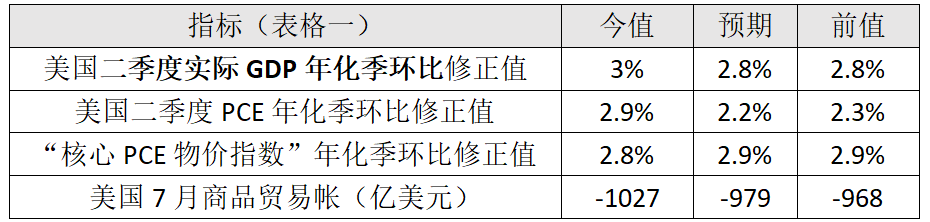 指标（表格一） 今值 预期 前值
美国二季度实际 GDP 年化季环比修正值 3% 2.8% 2.8%
美国二季度 PCE 年化季环比修正值 2.9% 2.2% 2.3%
“核心 PCE 物价指数”年化季环比修正值 2.8% 2.9% 2.9%
美国 7 月商品贸易帐（亿美元） -1027 -979 -968